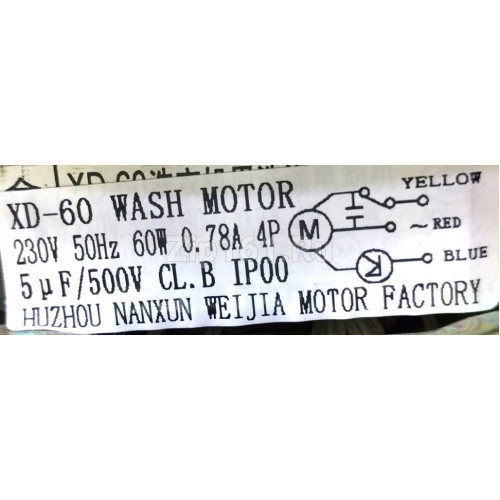 XD-60 WASH MOTOR
230V 50Hz 60W 0.78A 4P
5μF/500V CL.B IP00
HUZHOU NANXUN WEIJIA MOTOR FACTORY
M
YELLOW
~RED
BLUE